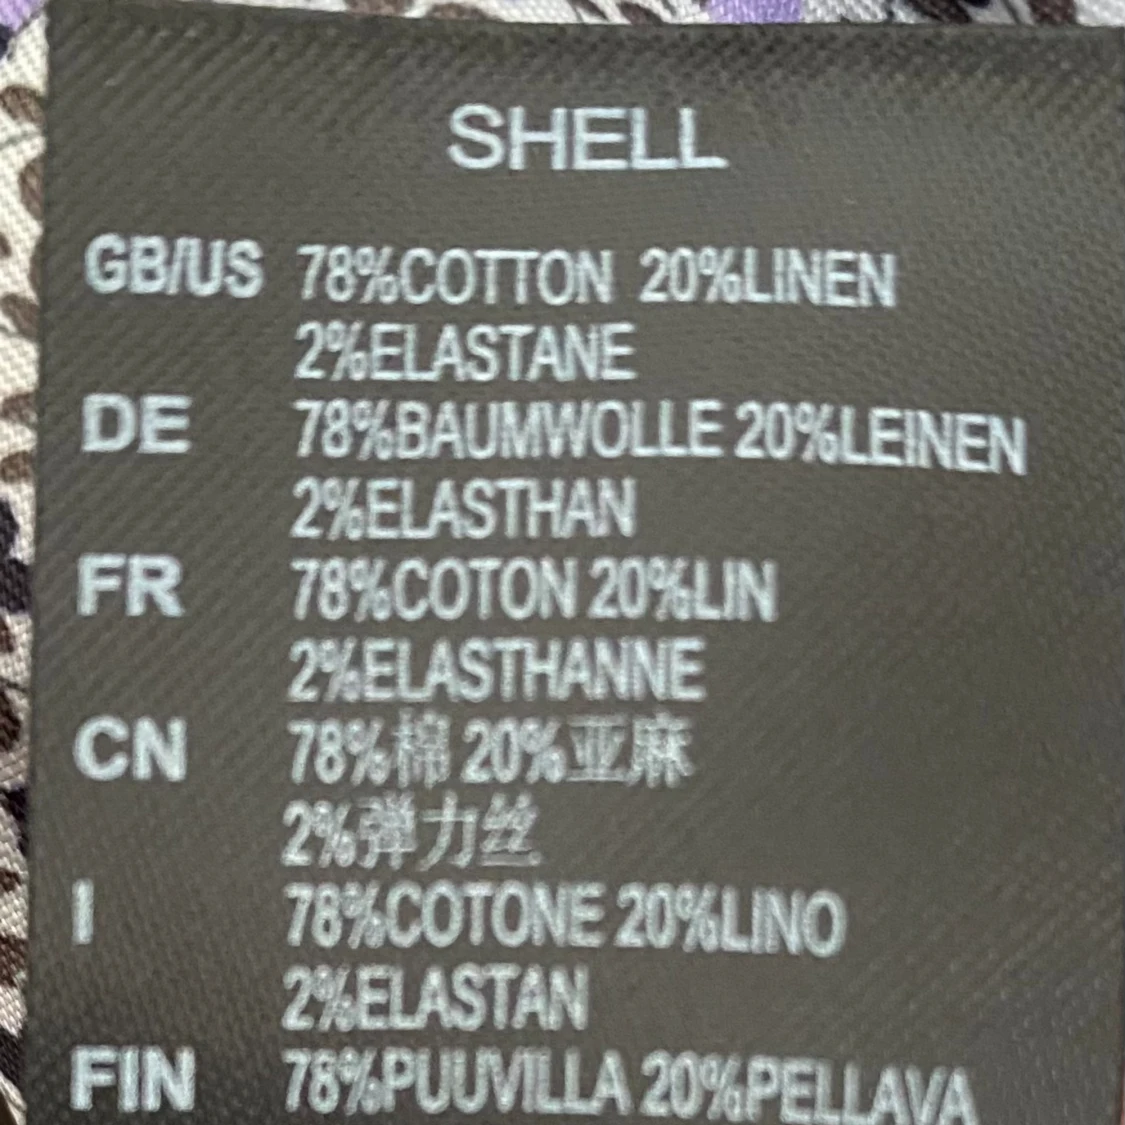 SHELL
GB/US 78%COTTON 20%LINEN
2%ELASTANE
DE 78%BAUMWOLLE 20%LEINEN
2%ELASTHAN
FR 78%COTON 20%LIN
2%ELASTHANNE
CN 78%棉 20%亚麻
2%弹力丝
I 78%COTONE 20%LINO
2%ELASTAN
FIN 78%PUUVILLA 20%PELLAVA